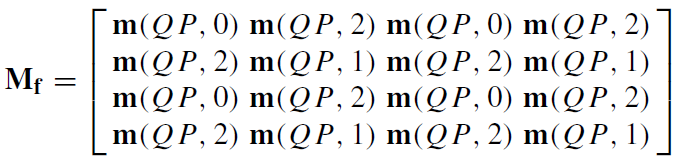 m(QP, 0) m(QP, 2) m(QP, 0) m(QP, 2)
m(QP, 2) m(QP, 1) m(QP, 2) m(QP, 1)
M_f =
m(QP, 0) m(QP, 2) m(QP, 0) m(QP, 2)
m(QP, 2) m(QP, 1) m(QP, 2) m(QP, 1)